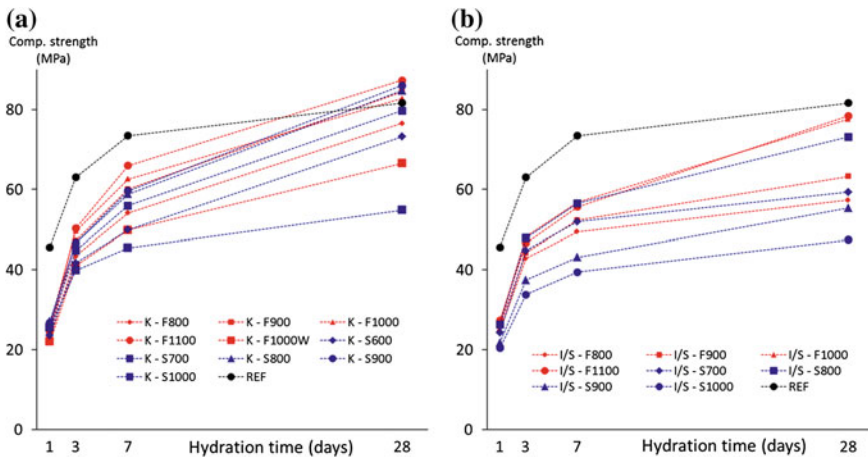 (a)
Comp. strength
(MPa)
80
60
40
20
0
K - F800 K - F900 K - F1000
K - F1100 K - F1000W K - S600
K - S700 K - S800 K - S900
K - S1000 REF
1 3 7 Hydration time (days) 28
(b)
Comp. strength
(MPa)
80
60
40
20
0
I/S - F800 I/S - F900 I/S - F1000
I/S - F1100 I/S - S700 I/S - S800
I/S - S900 I/S - S1000 REF
1 3 7 Hydration time (days) 28